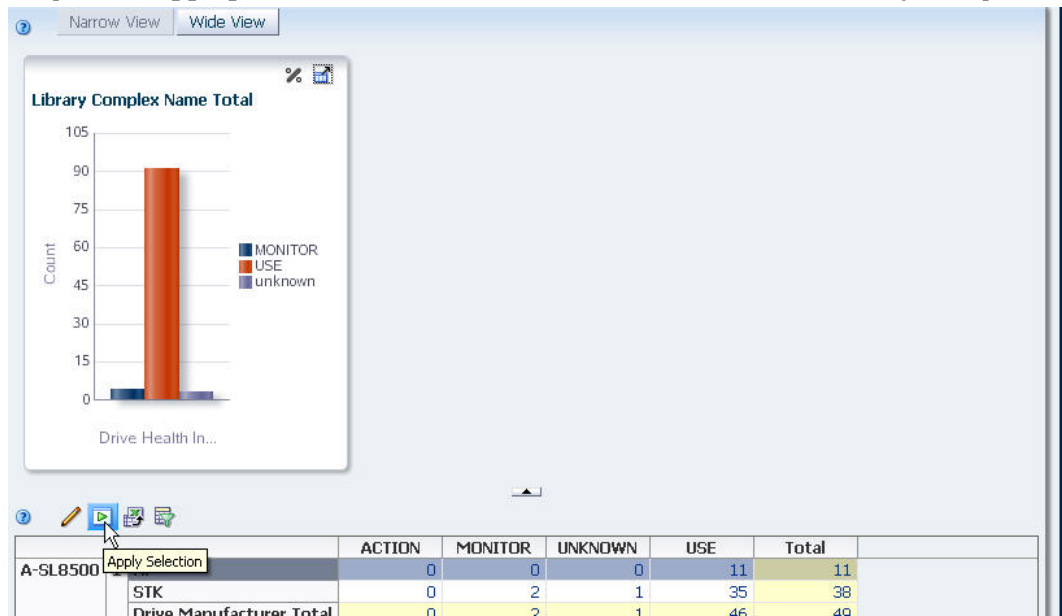 Narrow View Wide View
Library Complex Name Total
105
90
75
60
45
30
15
0
Count
MONITOR
USE
unknown
Drive Health In...
Apply Selection
ACTION MONITOR UNKNOWN USE Total
A-SL8500 0 0 0 11 11
STK 0 2 1 35 38
Drive Manufacturer Total 0 2 1 46 49